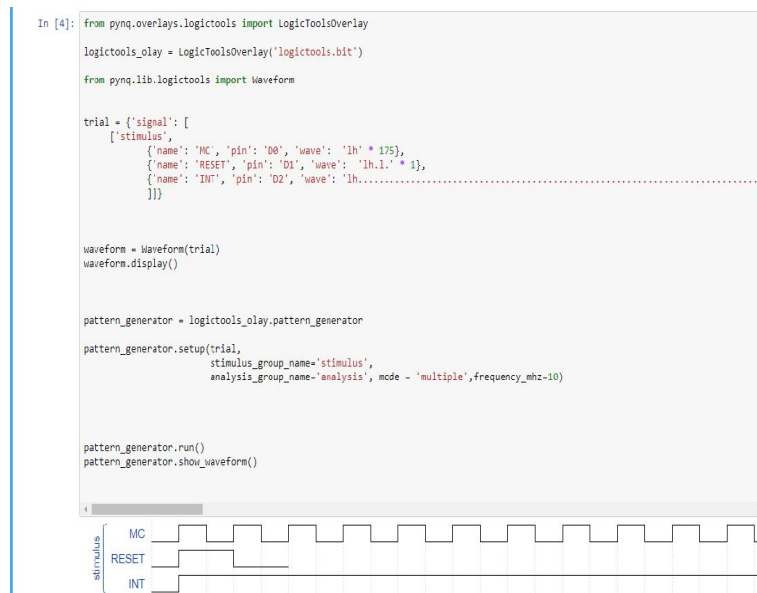 In [4]: from pynq.overlays.logictools import LogicToolsOverlay
logictools_olay = LogicToolsOverlay('logictools.bit')
from pynq.lib.logictools import Waveform
trial = {'signal': [
['stimulus',
{'name': 'MC', 'pin': 'D0', 'wave': 'lh' * 175},
{'name': 'RESET', 'pin': 'D1', 'wave': 'lh.l.' * 1},
{'name': 'INT', 'pin': 'D2', 'wave': 'lh................................................................................
]]}
waveform = Waveform(trial)
waveform.display()
pattern_generator = logictools_olay.pattern_generator
pattern_generator.setup(trial,
stimulus_group_name='stimulus',
analysis_group_name='analysis', mode = 'multiple',frequency_mhz=10)
pattern_generator.run()
pattern_generator.show_waveform()
stimulus
MC
RESET
INT